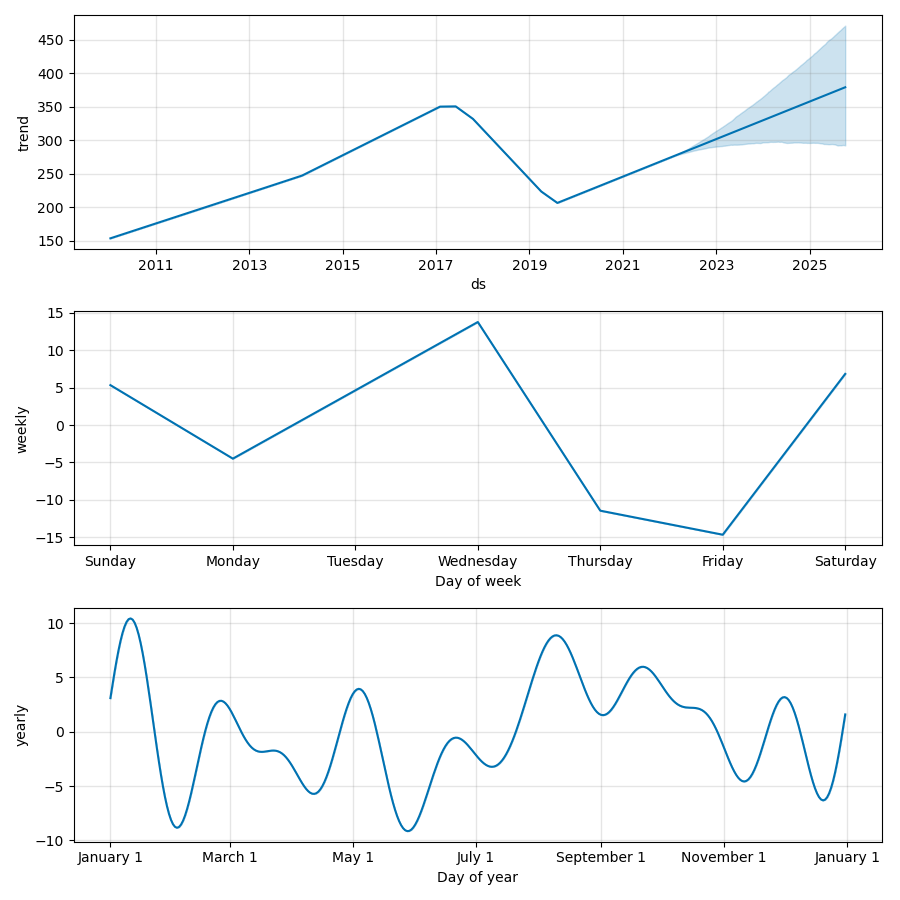 trend
450
400
350
300
250
200
150
2011 2013 2015 2017 2019 2021 2023 2025
ds
weekly
15
10
5
0
−5
−10
−15
Sunday Monday Tuesday Wednesday Thursday Friday Saturday
Day of week
yearly
10
5
0
−5
−10
January 1 March 1 May 1 July 1 September 1 November 1 January 1
Day of year